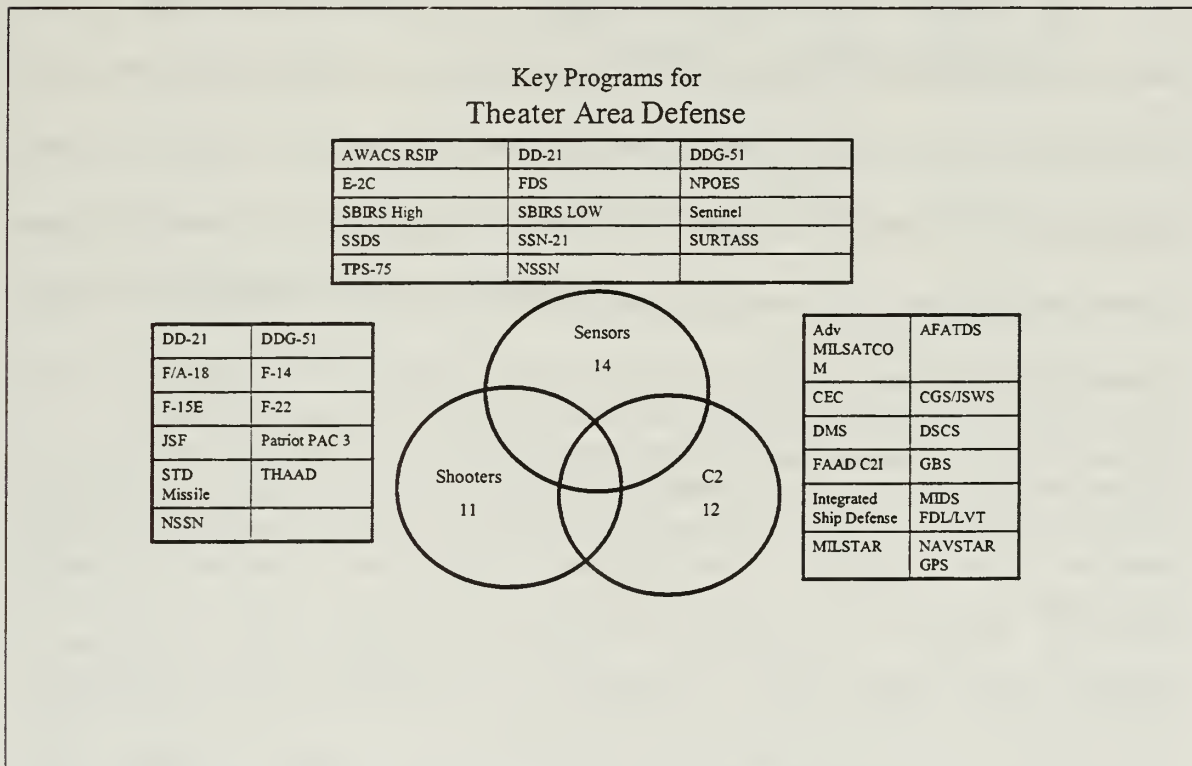 Key Programs for
Theater Area Defense
AWACS RSIP DD-21 DDG-51
E-2C FDS NPOES
SBIRS High SBIRS LOW Sentinel
SSDS SSN-21 SURTASS
TPS-75 NSSN
DD-21 DDG-51
F/A-18 F-14
F-15E F-22
JSF Patriot PAC 3
STD THAAD
Missile
NSSN
Sensors
14
Shooters
11
C2
12
Adv AFATDS
MILSATCO
M
CEC CGS/JSWS
DMS DSCS
FAAD C2I GBS
Integrated MIDS
Ship Defense FDL/LVT
MILSTAR NAVSTAR
GPS